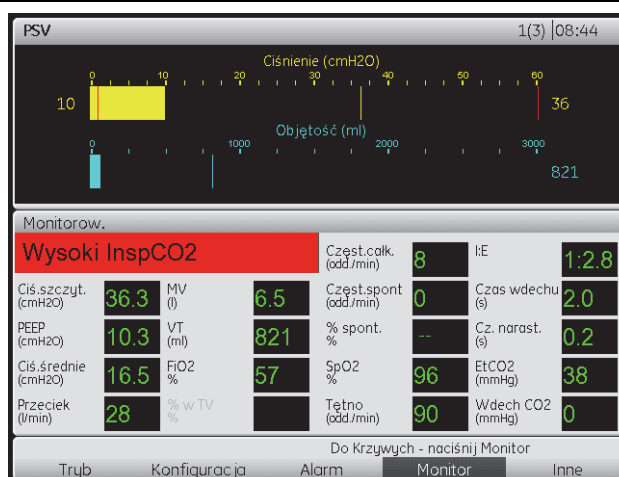 PSV 1(3) |08:44
Ciśnienie (cmH2O)
0 10 20 30 40 50 60
10 36
Objętość (ml)
0 1000 2000 3000
821
Monitorow.
Wysoki InspCO2
Częst.całk. (odd./min) 8 I:E 1:2.8
Ciś.szczyt. (cmH2O) 36.3 MV (l) 6.5 Częst.spont (odd./min) 0 Czas wdechu (s) 2.0
PEEP (cmH2O) 10.3 VT (ml) 821 % spont. % -- Cz. narast. (s) 0.2
Ciś.średnie (cmH2O) 16.5 FiO2 % 57 SpO2 % 96 EtCO2 (mmHg) 38
Przeciek (l/min) 28 % w TV % Tętno (odd./min) 90 Wdech CO2 (mmHg) 0
Do Krzywych - naciśnij Monitor
Tryb Konfiguracja Alarm Monitor Inne